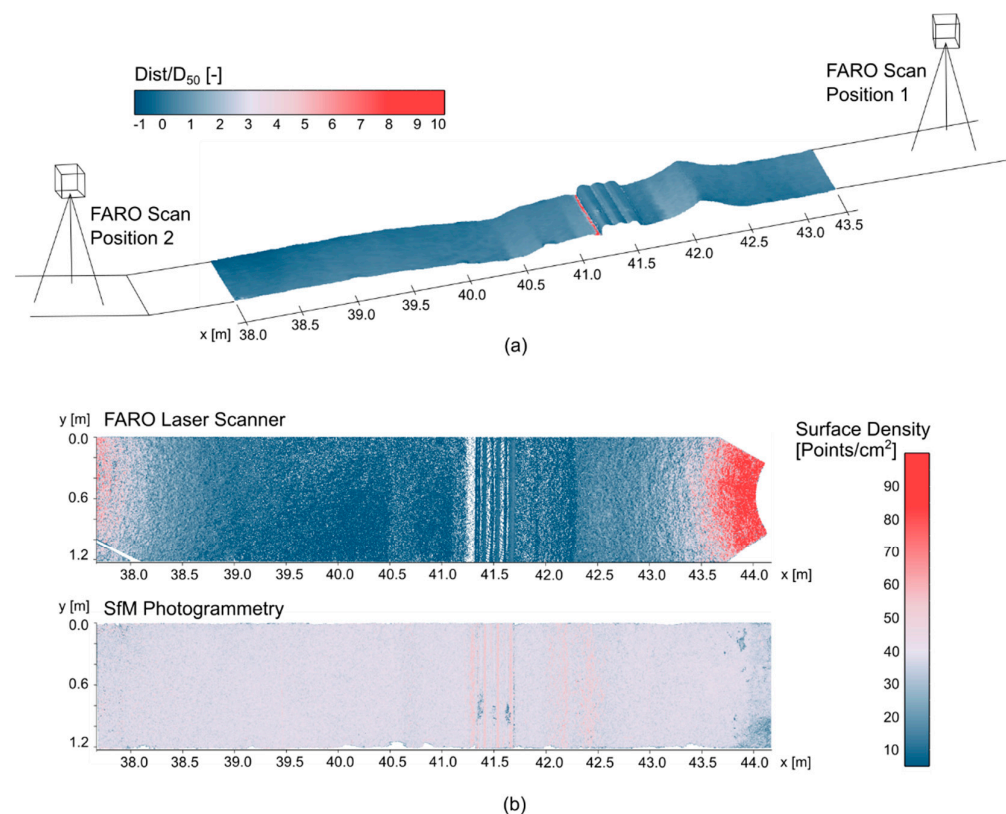 Dist/D50 [-]
-1 0 1 2 3 4 5 6 7 8 9 10
FARO Scan
Position 1
FARO Scan
Position 2
x [m]
38.0
38.5
39.0
39.5
40.0
40.5
41.0
41.5
42.0
42.5
43.0
43.5
(a)
y [m]
FARO Laser Scanner
0.0
0.6
1.2
38.0 38.5 39.0 39.5 40.0 40.5 41.0 41.5 42.0 42.5 43.0 43.5 44.0 x [m]
y [m]
SfM Photogrammetry
0.0
0.6
1.2
38.0 38.5 39.0 39.5 40.0 40.5 41.0 41.5 42.0 42.5 43.0 43.5 44.0 x [m]
Surface Density
[Points/cm²]
90
80
70
60
50
40
30
20
10
(b)